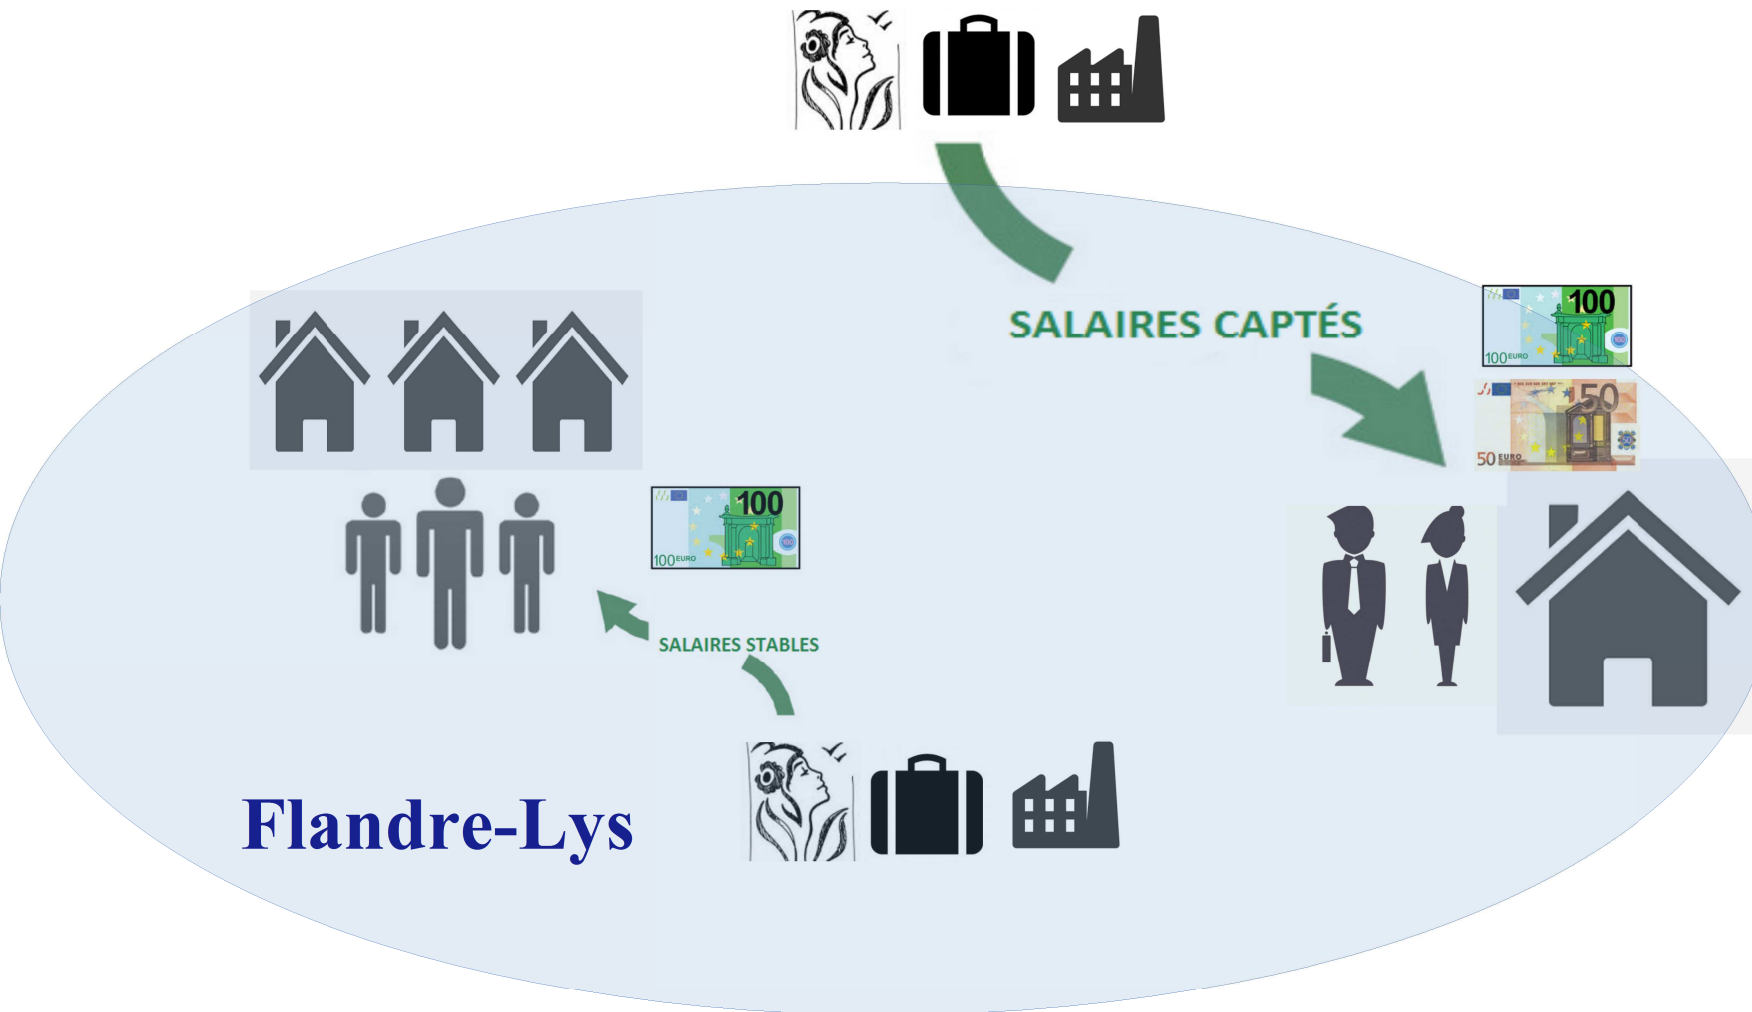 SALAIRES CAPTÉS
100
100 EURO
50
50 EURO
100
100 EURO
SALAIRES STABLES
Flandre-Lys